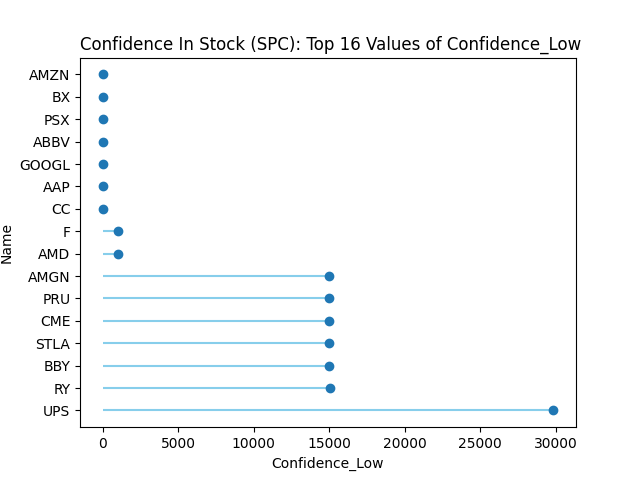 Confidence In Stock (SPC): Top 16 Values of Confidence_Low
AMZN
BX
PSX
ABBV
GOOGL
AAP
CC
F
AMD
AMGN
PRU
CME
STLA
BBY
RY
UPS
Name
0 5000 10000 15000 20000 25000 30000
Confidence_Low